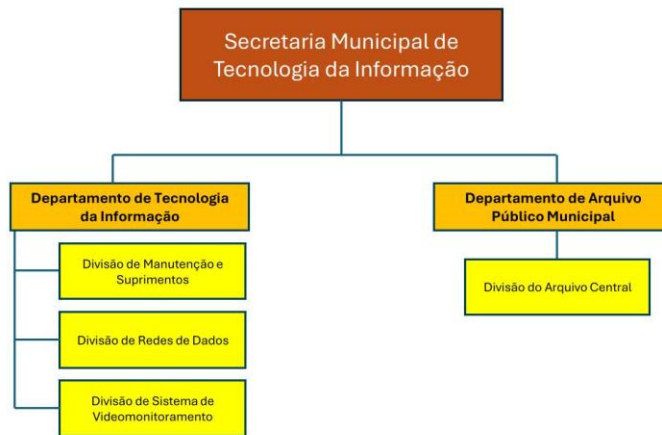 Secretaria Municipal de
Tecnologia da Informação
Departamento de Tecnologia
da Informação
Departamento de Arquivo
Público Municipal
Divisão de Manutenção e
Suprimentos
Divisão do Arquivo Central
Divisão de Redes de Dados
Divisão de Sistema de
Videomonitoramento